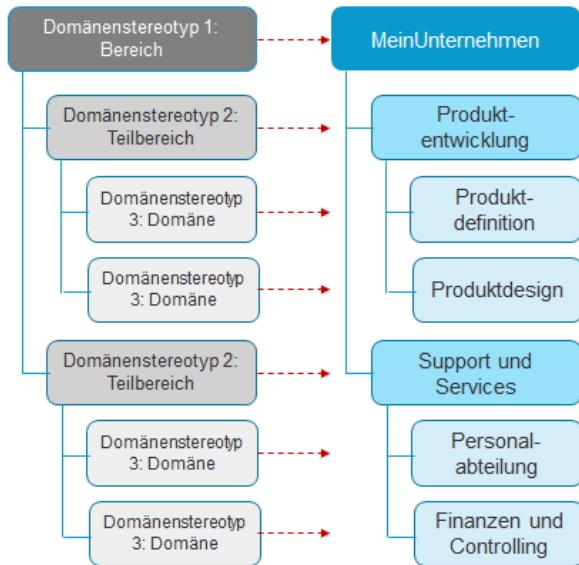 Domänenstereotyp 1:
Bereich
MeinUnternehmen
Domänenstereotyp 2:
Teilbereich
Produkt-
entwicklung
Domänenstereotyp
3: Domäne
Produkt-
definition
Domänenstereotyp
3: Domäne
Produktdesign
Domänenstereotyp 2:
Teilbereich
Support und
Services
Domänenstereotyp
3: Domäne
Personal-
abteilung
Domänenstereotyp
3: Domäne
Finanzen und
Controlling